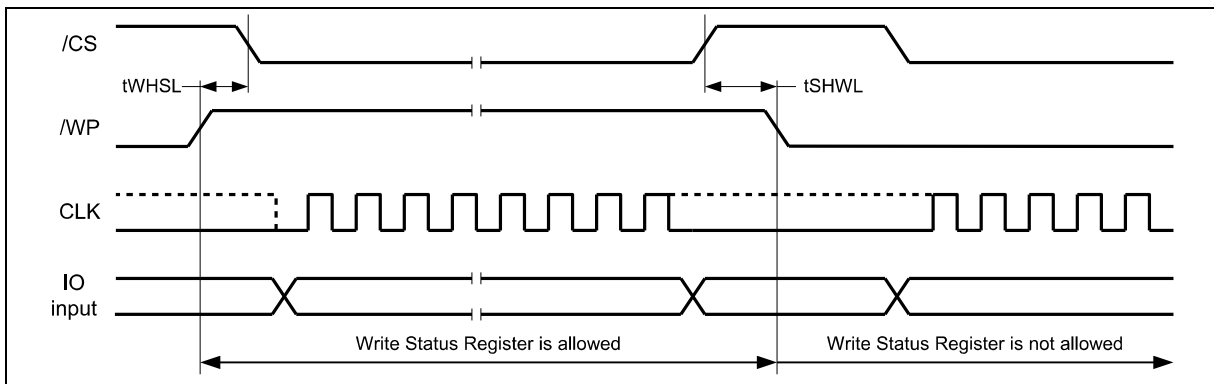 /CS
tWHSL
tSHWL
/WP
CLK
IO
input
Write Status Register is allowed
Write Status Register is not allowed